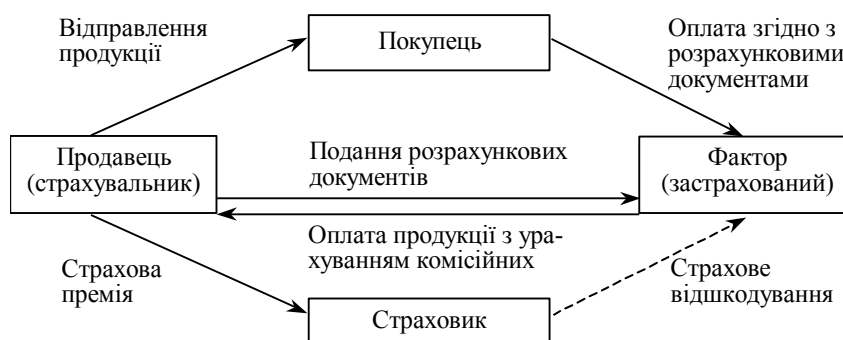 Відправлення
продукції
Покупець
Оплата згідно з
розрахунковими
документами
Продавець
(страхувальник)
Подання розрахункових
документів
Фактор
(застрахований)
Оплата продукції з ура-
хуванням комісійних
Страхова
премія
Страхове
відшкодування
Страховик